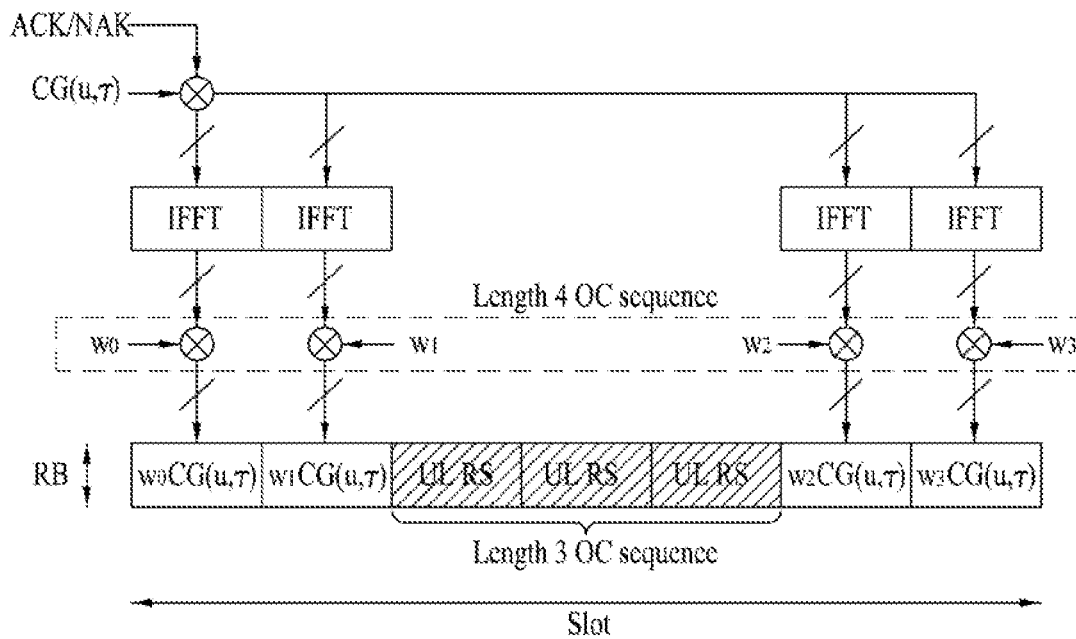 ACK/NAK
CG(u,τ)
IFFT IFFT IFFT IFFT
Length 4 OC sequence
W0 W1 W2 W3
RB w0CG(u,τ) w1CG(u,τ) UL RS UL RS UL RS w2CG(u,τ) w3CG(u,τ)
Length 3 OC sequence
Slot